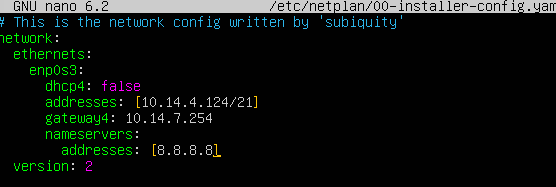 GNU nano 6.2 /etc/netplan/00-installer-config.yam
# This is the network config written by 'subiquity'
network:
  ethernets:
    enp0s3:
      dhcp4: false
      addresses: [10.14.4.124/21]
      gateway4: 10.14.7.254
      nameservers:
        addresses: [8.8.8.8]
  version: 2